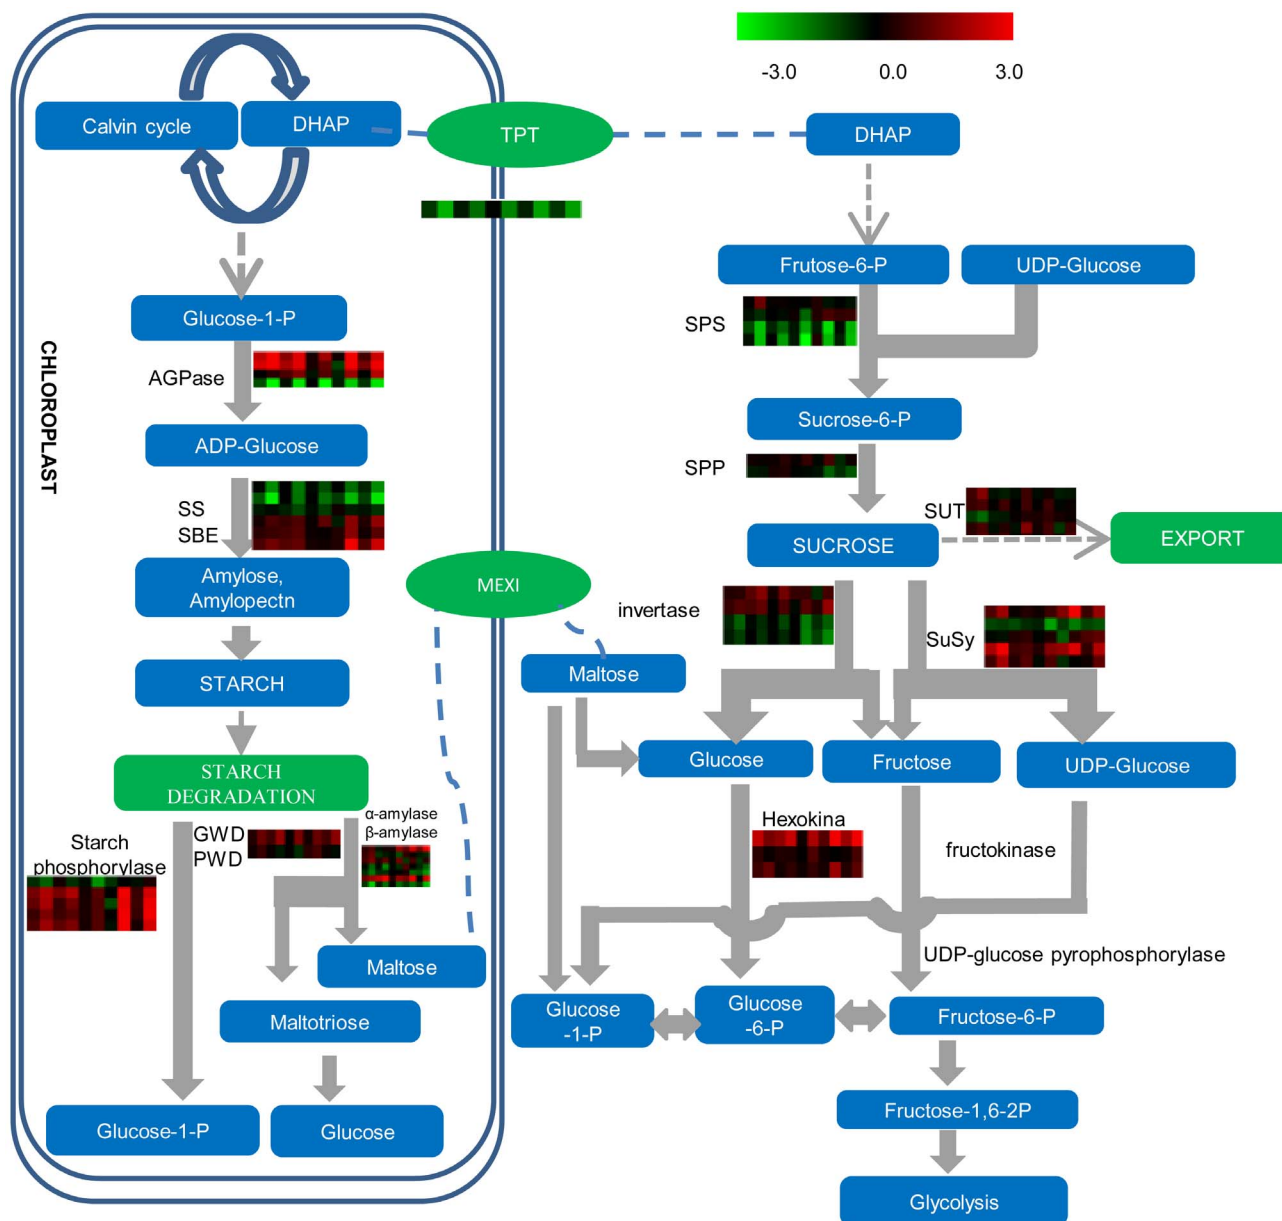 -3.0 0.0 3.0
Calvin cycle
DHAP
TPT
DHAP
Frutose-6-P
UDP-Glucose
Glucose-1-P
SPS
CHLOROPLAST
AGPase
Sucrose-6-P
ADP-Glucose
SPP
SS
SBE
SUT
SUCROSE
EXPORT
Amylose,
Amylopectn
MEXI
invertase
SuSy
Maltose
STARCH
Glucose
Fructose
UDP-Glucose
STARCH
DEGRADATION
α-amylase
β-amylase
GWD
PWD
Starch
phosphorylase
Hexokina
fructokinase
UDP-glucose pyrophosphorylase
Maltose
Maltotriose
Glucose
-1-P
Glucose
-6-P
Fructose-6-P
Glucose-1-P
Glucose
Fructose-1,6-2P
Glycolysis